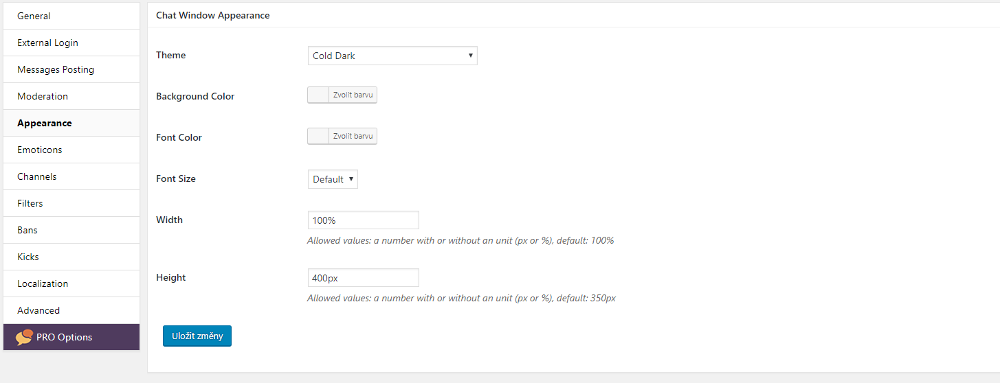 General
External Login
Messages Posting
Moderation
Appearance
Emoticons
Channels
Filters
Bans
Kicks
Localization
Advanced
PRO Options
Chat Window Appearance
Theme Cold Dark
Background Color Zvolit barvu
Font Color Zvolit barvu
Font Size Default
Width 100%
Allowed values: a number with or without an unit (px or %), default: 100%
Height 400px
Allowed values: a number with or without an unit (px or %), default: 350px
Uložit změny